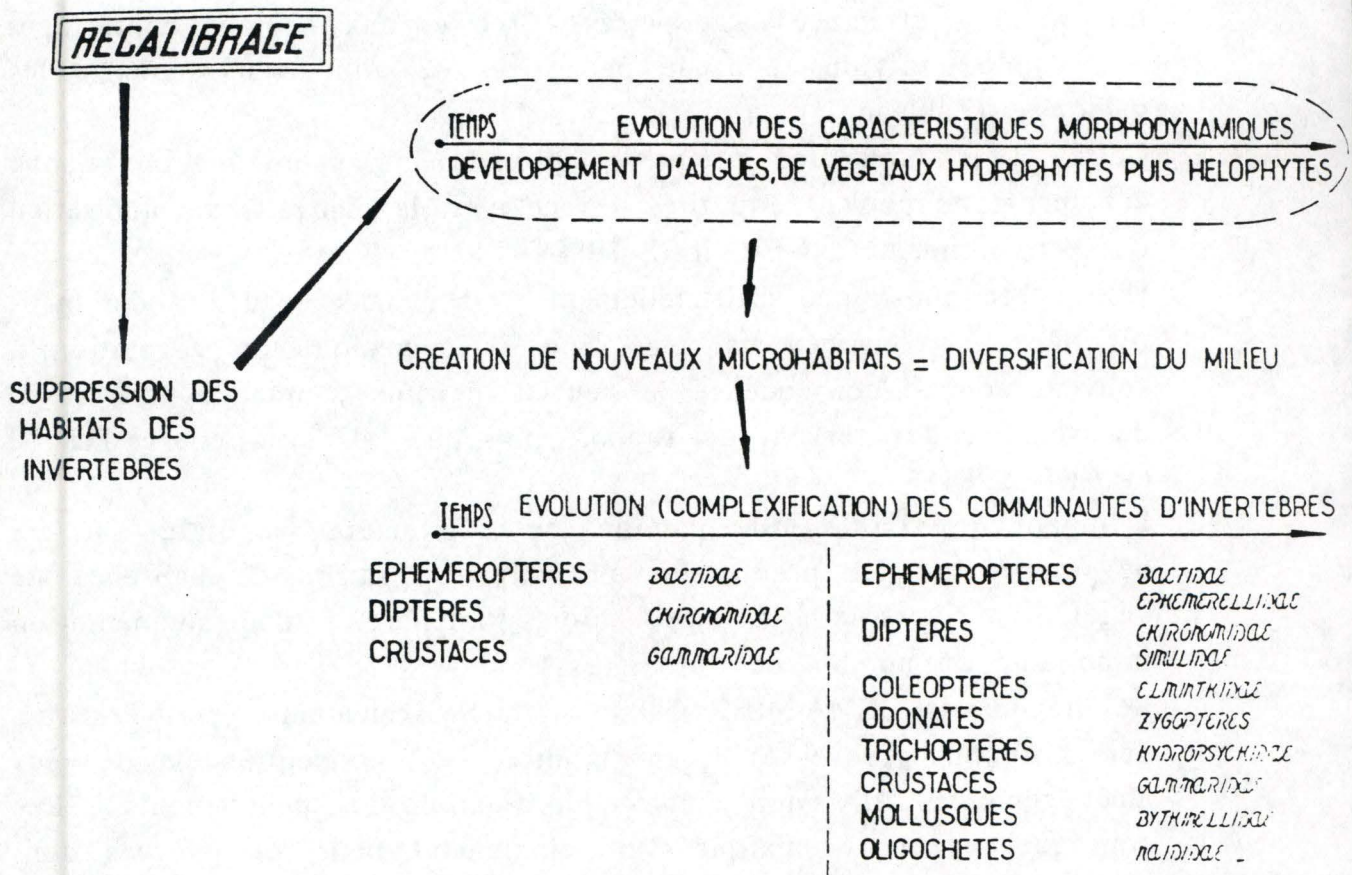 RECALIBRAGE
TEMPS EVOLUTION DES CARACTERISTIQUES MORPHODYNAMIQUES
DEVELOPPEMENT D'ALGUES, DE VEGETAUX HYDROPHYTES PUIS HELOPHYTES
CREATION DE NOUVEAUX MICROHABITATS = DIVERSIFICATION DU MILIEU
SUPPRESSION DES
HABITATS DES
INVERTEBRES
TEMPS EVOLUTION (COMPLEXIFICATION) DES COMMUNAUTES D'INVERTEBRES
EPHEMEROPTERES BAETIDAE
DIPTERES CHIRONOMIDAE
CRUSTACES GAMMARIDAE
EPHEMEROPTERES BAETIDAE
EPHEMERELLIDAE
DIPTERES CHIRONOMIDAE
SIMULIDAE
COLEOPTERES ELMINTHIDAE
ODONATES ZYGOPTERES
TRICHOPTERES HYDROPSYCHIDAE
CRUSTACES GAMMARIDAE
MOLLUSQUES BYTHINELLIDAE
OLIGOCHETES NAIDIDAE